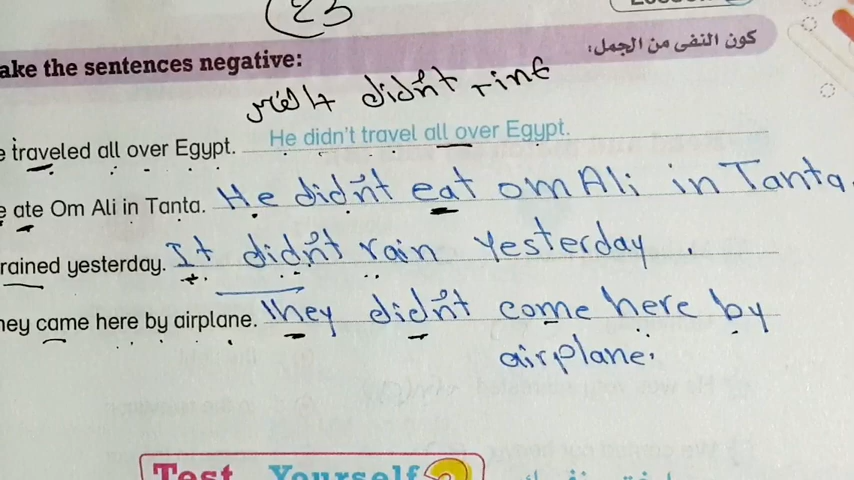 23
Lesson
ake the sentences negative:
كون النفى من الجمل:
didn't
e traveled all over Egypt. He didn't travel all over Egypt.
e ate Om Ali in Tanta. He didn't eat om Ali in Tanta.
rained yesterday. It didn't rain yesterday.
hey came here by airplane. they didn't come here by
airplane.
Test Yourself ?